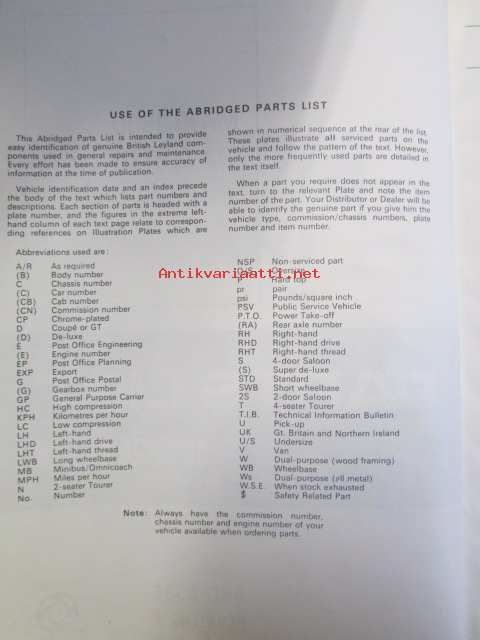 USE OF THE ABRIDGED PARTS LIST
This Abridged Parts List is intended to provide
easy identification of genuine British Leyland com-
ponents used in general repairs and maintenance.
Every effort has been made to ensure accuracy of
information at the time of publication.
Vehicle identification data and an index precede
the body of the text which lists part numbers and
descriptions. Each section of parts is headed with a
plate number, and the figures in the extreme left-
hand column of each text page relate to correspon-
ding references on Illustration Plates which are
shown in numerical sequence at the rear of the list.
These plates illustrate all serviced parts on the
vehicle and follow the pattern of the text. However,
only the more frequently used parts are detailed in
the text itself.
When a part you require does not appear in the
text, turn to the relevant Plate and note the item
number of the part. Your Distributor or Dealer will be
able to identify the genuine part if you give him the
vehicle type, commission/chassis numbers, plate
number and item number.
Abbreviations used are:
A/R As required
(B) Body number
C Chassis number
(C) Car number
(CB) Cab number
(CN) Commission number
CP Chrome-plated
D Coupé or GT
(D) De-luxe
E Post Office Engineering
(E) Engine number
EP Post Office Planning
EXP Export
G Post Office Postal
(G) Gearbox number
GP General Purpose Carrier
HC High compression
KPH Kilometres per hour
LC Low compression
LH Left-hand
LHD Left-hand drive
LHT Left-hand thread
LWB Long wheelbase
MB Minibus/Omnicoach
MPH Miles per hour
N 2-seater Tourer
No. Number
NSP Non-serviced part
O/S Oversize
Hard top
pr pair
psi Pounds/square inch
PSV Public Service Vehicle
P.T.O. Power Take-off
(RA) Rear axle number
RH Right-hand
RHD Right-hand drive
RHT Right-hand thread
S 4-door Saloon
(S) Super de-luxe
STD Standard
SWB Short wheelbase
2S 2-door Saloon
T 4-seater Tourer
T.I.B. Technical Information Bulletin
U Pick-up
UK Gt. Britain and Northern Ireland
U/S Undersize
V Van
W Dual-purpose (wood framing)
WB Wheelbase
Ws Dual-purpose (all metal)
W.S.E. When stock exhausted
$ Safety Related Part
Note: Always have the commission number,
chassis number and engine number of your
vehicle available when ordering parts.
Antikvariaatti.net